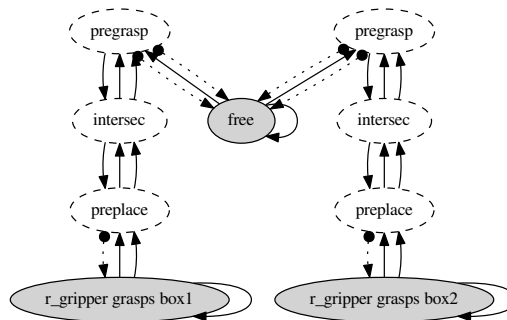 pregrasp
pregrasp
free
intersec
intersec
preplace
preplace
r_gripper grasps box1
r_gripper grasps box2